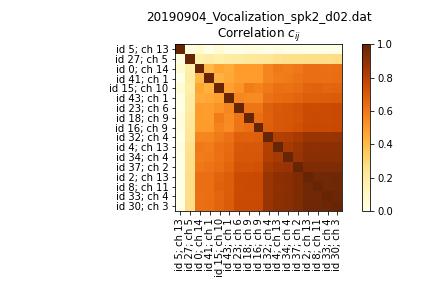 20190904_Vocalization_spk2_d02.dat
Correlation c_ij
id 5; ch 13
id 27; ch 5
id 0; ch 14
id 41; ch 1
id 15; ch 10
id 43; ch 1
id 23; ch 6
id 18; ch 9
id 16; ch 9
id 32; ch 4
id 4; ch 13
id 34; ch 4
id 37; ch 2
id 2; ch 13
id 8; ch 11
id 33; ch 4
id 30; ch 3
1.0
0.8
0.6
0.4
0.2
0.0
id 5; ch 13
id 27; ch 5
id 0; ch 14
id 41; ch 1
id 15; ch 10
id 43; ch 1
id 23; ch 6
id 18; ch 9
id 16; ch 9
id 32; ch 4
id 4; ch 13
id 34; ch 4
id 37; ch 2
id 2; ch 13
id 8; ch 11
id 33; ch 4
id 30; ch 3